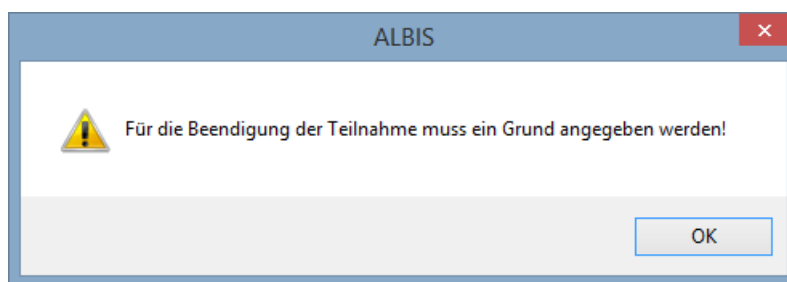 ALBIS
Für die Beendigung der Teilnahme muss ein Grund angegeben werden!
OK